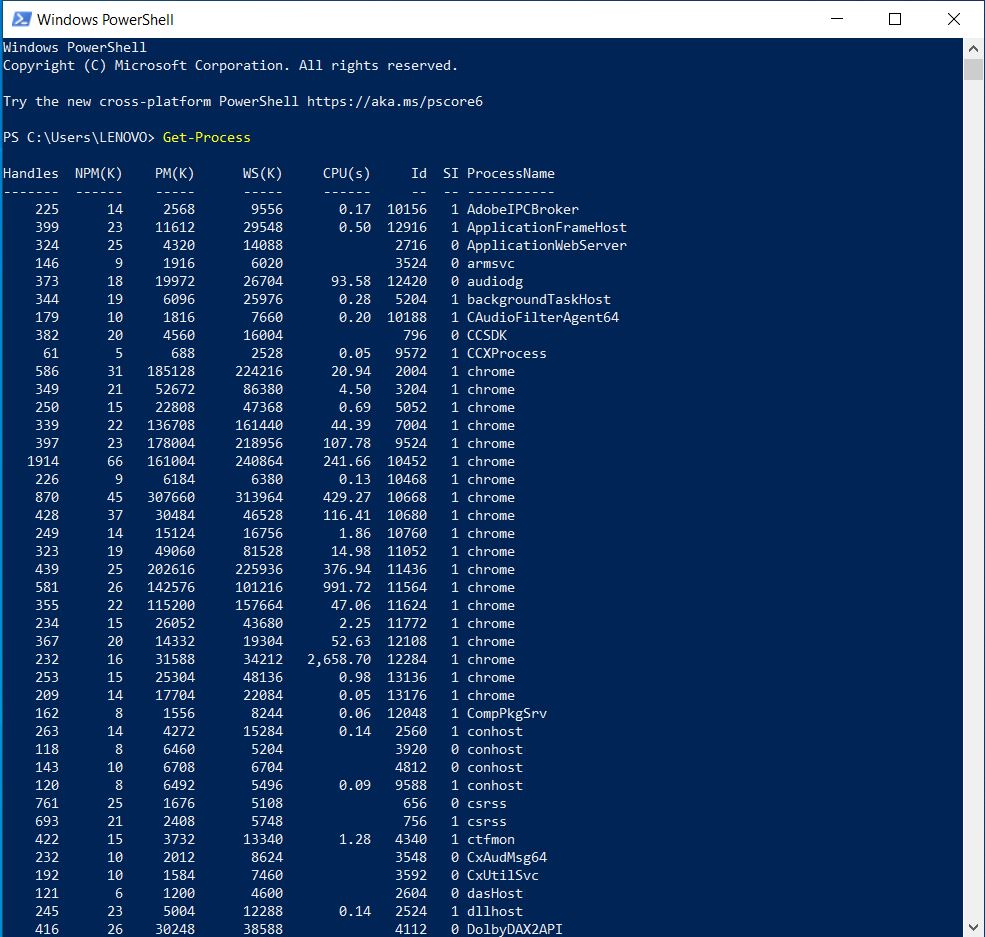 Windows PowerShell
Windows PowerShell
Copyright (C) Microsoft Corporation. All rights reserved.
Try the new cross-platform PowerShell https://aka.ms/pscore6
PS C:\Users\LENOVO> Get-Process
Handles  NPM(K)    PM(K)      WS(K)     CPU(s)     Id  SI ProcessName
-------  ------    -----      -----     ------     --  -- -----------
    225      14     2568       9556       0.17  10156   1 AdobeIPCBroker
    399      23    11612      29548       0.50  12916   1 ApplicationFrameHost
    324      25     4320      14088              2716   0 ApplicationWebServer
    146       9     1916       6020              3524   0 armsvc
    373      18    19972      26704      93.58  12420   0 audiodg
    344      19     6096      25976       0.28   5204   1 backgroundTaskHost
    179      10     1816       7660       0.20  10188   1 CAudioFilterAgent64
    382      20     4560      16004               796   0 CCSDK
     61       5      688       2528       0.05   9572   1 CCXProcess
    586      31   185128     224216      20.94   2004   1 chrome
    349      21    52672      86380       4.50   3204   1 chrome
    250      15    22808      47368       0.69   5052   1 chrome
    339      22   136708     161440      44.39   7004   1 chrome
    397      23   178004     218956     107.78   9524   1 chrome
   1914      66   161004     240864     241.66  10452   1 chrome
    226       9     6184       6380       0.13  10468   1 chrome
    870      45   307660     313964     429.27  10668   1 chrome
    428      37    30484      46528     116.41  10680   1 chrome
    249      14    15124      16756       1.86  10760   1 chrome
    323      19    49060      81528      14.98  11052   1 chrome
    439      25   202616     225936     376.94  11436   1 chrome
    581      26   142576     101216     991.72  11564   1 chrome
    355      22   115200     157664      47.06  11624   1 chrome
    234      15    26052      43680       2.25  11772   1 chrome
    367      20    14332      19304      52.63  12108   1 chrome
    232      16    31588      34212   2,658.70  12284   1 chrome
    253      15    25304      48136       0.98  13136   1 chrome
    209      14    17704      22084       0.05  13176   1 chrome
    162       8     1556       8244       0.06  12048   1 CompPkgSrv
    263      14     4272      15284       0.14   2560   1 conhost
    118       8     6460       5204              3920   0 conhost
    143      10     6708       6704              4812   0 conhost
    120       8     6492       5496       0.09   9588   1 conhost
    761      25     1676       5108               656   0 csrss
    693      21     2408       5748               756   1 csrss
    422      15     3732      13340       1.28   4340   1 ctfmon
    232      10     2012       8624              3548   0 CxAudMsg64
    192      10     1584       7460              3592   0 CxUtilSvc
    121       6     1200       4600              2604   0 dasHost
    245      23     5004      12288       0.14   2524   1 dllhost
    416      26    30248      38588              4112   0 DolbyDAX2API